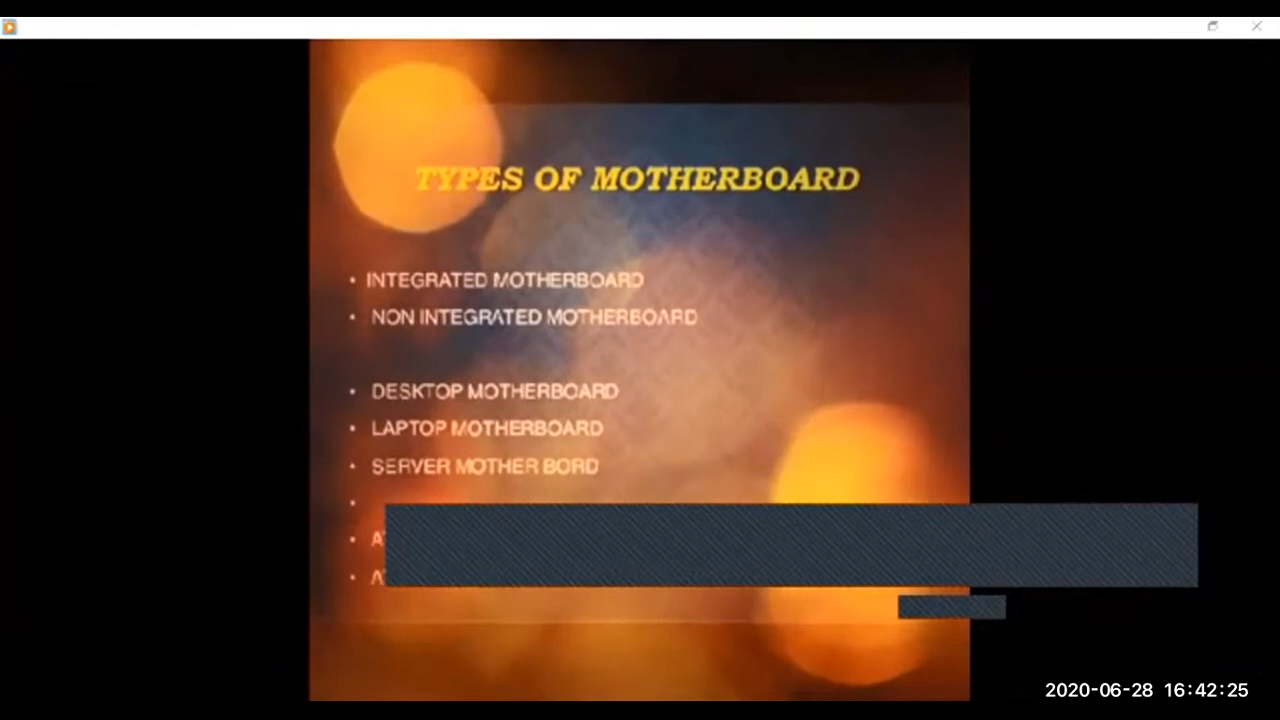 TYPES OF MOTHERBOARD
• INTEGRATED MOTHERBOARD
• NON INTEGRATED MOTHERBOARD
• DESKTOP MOTHERBOARD
• LAPTOP MOTHERBOARD
• SERVER MOTHER BORD
•
•
•
2020-06-28 16:42:25